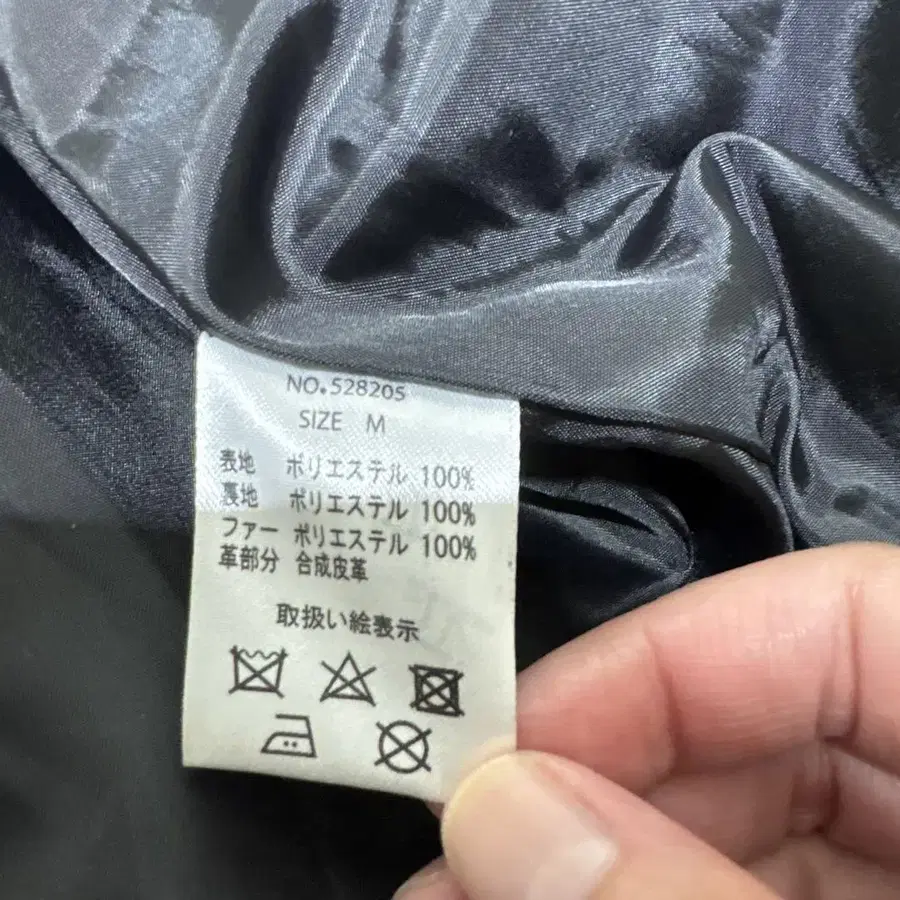 NO.528205
SIZE M
表地 ポリエステル 100%
裏地 ポリエステル 100%
ファー ポリエステル 100%
革部分 合成皮革
取扱い絵表示